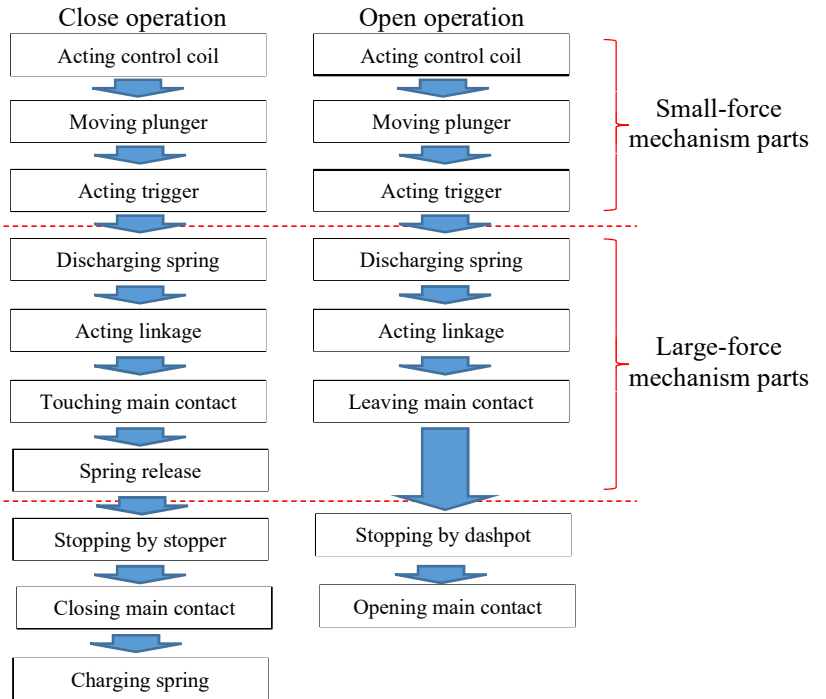 Close operation
Acting control coil
Moving plunger
Acting trigger
Discharging spring
Acting linkage
Touching main contact
Spring release
Stopping by stopper
Closing main contact
Charging spring
Open operation
Acting control coil
Moving plunger
Acting trigger
Discharging spring
Acting linkage
Leaving main contact
Stopping by dashpot
Opening main contact
Small-force
mechanism parts
Large-force
mechanism parts